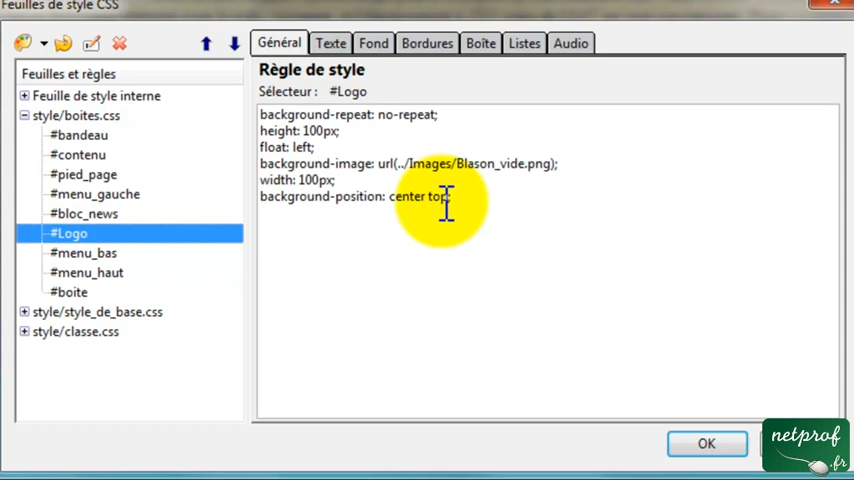 Feuilles de style CSS
Général
Texte
Fond
Bordures
Boîte
Listes
Audio
Feuilles et règles
Feuille de style interne
style/boites.css
#bandeau
#contenu
#pied_page
#menu_gauche
#bloc_news
#Logo
#menu_bas
#menu_haut
#boite
style/style_de_base.css
style/classe.css
Règle de style
Sélecteur : #Logo
background-repeat: no-repeat;
height: 100px;
float: left;
background-image: url(../Images/Blason_vide.png);
width: 100px;
background-position: center top;
OK
netprof
.fr